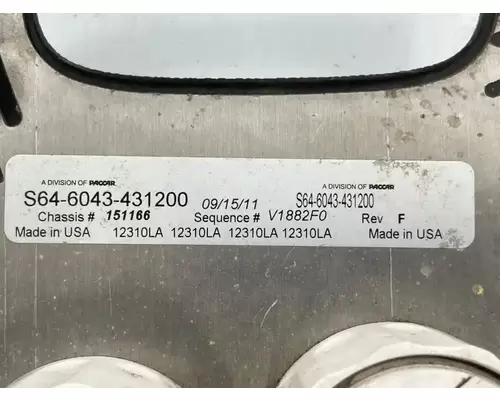 A DIVISION OF PACCAR A DIVISION OF PACCAR
S64-6043-431200 09/15/11 S64-6043-431200
Chassis # 151166 Sequence # V1882F0 Rev F
Made in USA 12310LA 12310LA 12310LA 12310LA Made in USA